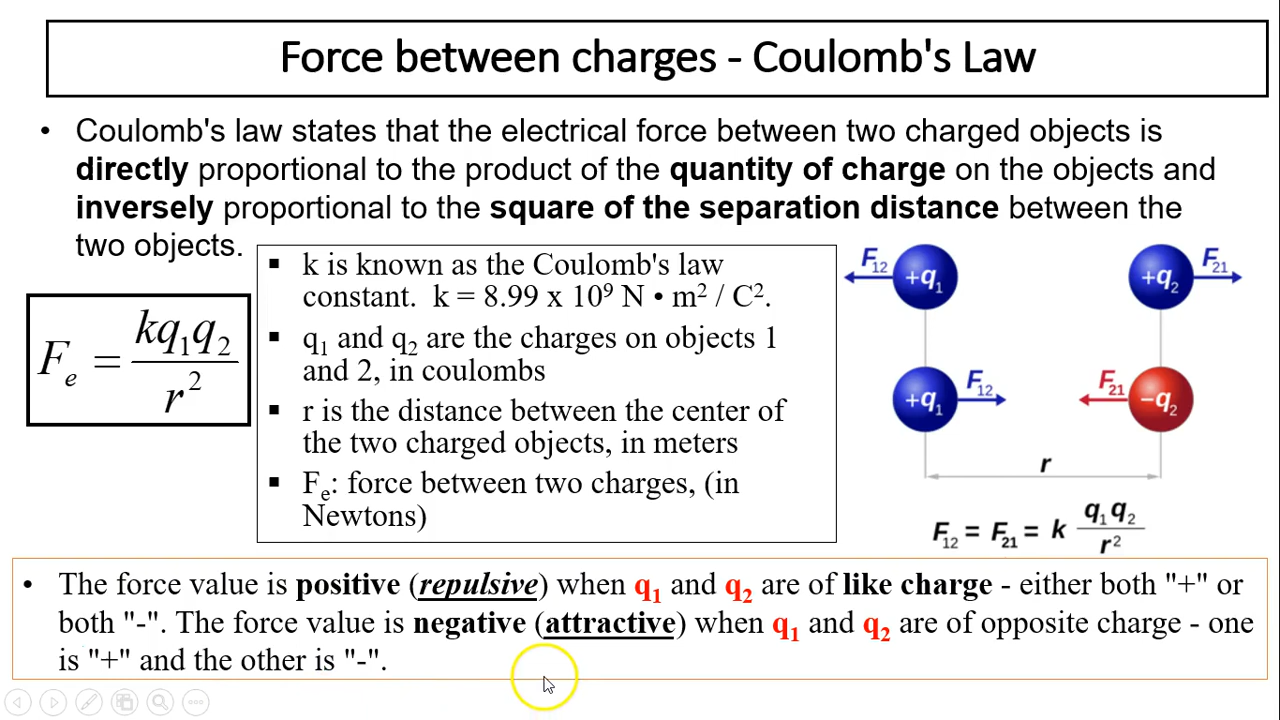 Force between charges - Coulomb's Law
• Coulomb's law states that the electrical force between two charged objects is
directly proportional to the product of the quantity of charge on the objects and
inversely proportional to the square of the separation distance between the
two objects.
Fₑ = kq₁q₂ / r²
▪ k is known as the Coulomb's law
constant. k = 8.99 x 10⁹ N • m² / C².
▪ q₁ and q₂ are the charges on objects 1
and 2, in coulombs
▪ r is the distance between the center of
the two charged objects, in meters
▪ Fₑ: force between two charges, (in
Newtons)
F₁₂ +q₁ +q₂ F₂₁
+q₁ F₁₂ F₂₁ −q₂
r
F₁₂ = F₂₁ = k q₁ q₂ / r²
• The force value is positive (repulsive) when q₁ and q₂ are of like charge - either both "+" or
both "-". The force value is negative (attractive) when q₁ and q₂ are of opposite charge - one
is "+" and the other is "-".